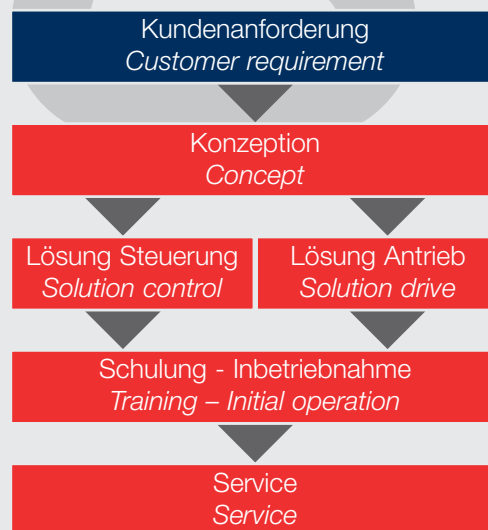 Kundenanforderung
Customer requirement
Konzeption
Concept
Lösung Steuerung
Solution control
Lösung Antrieb
Solution drive
Schulung - Inbetriebnahme
Training – Initial operation
Service
Service